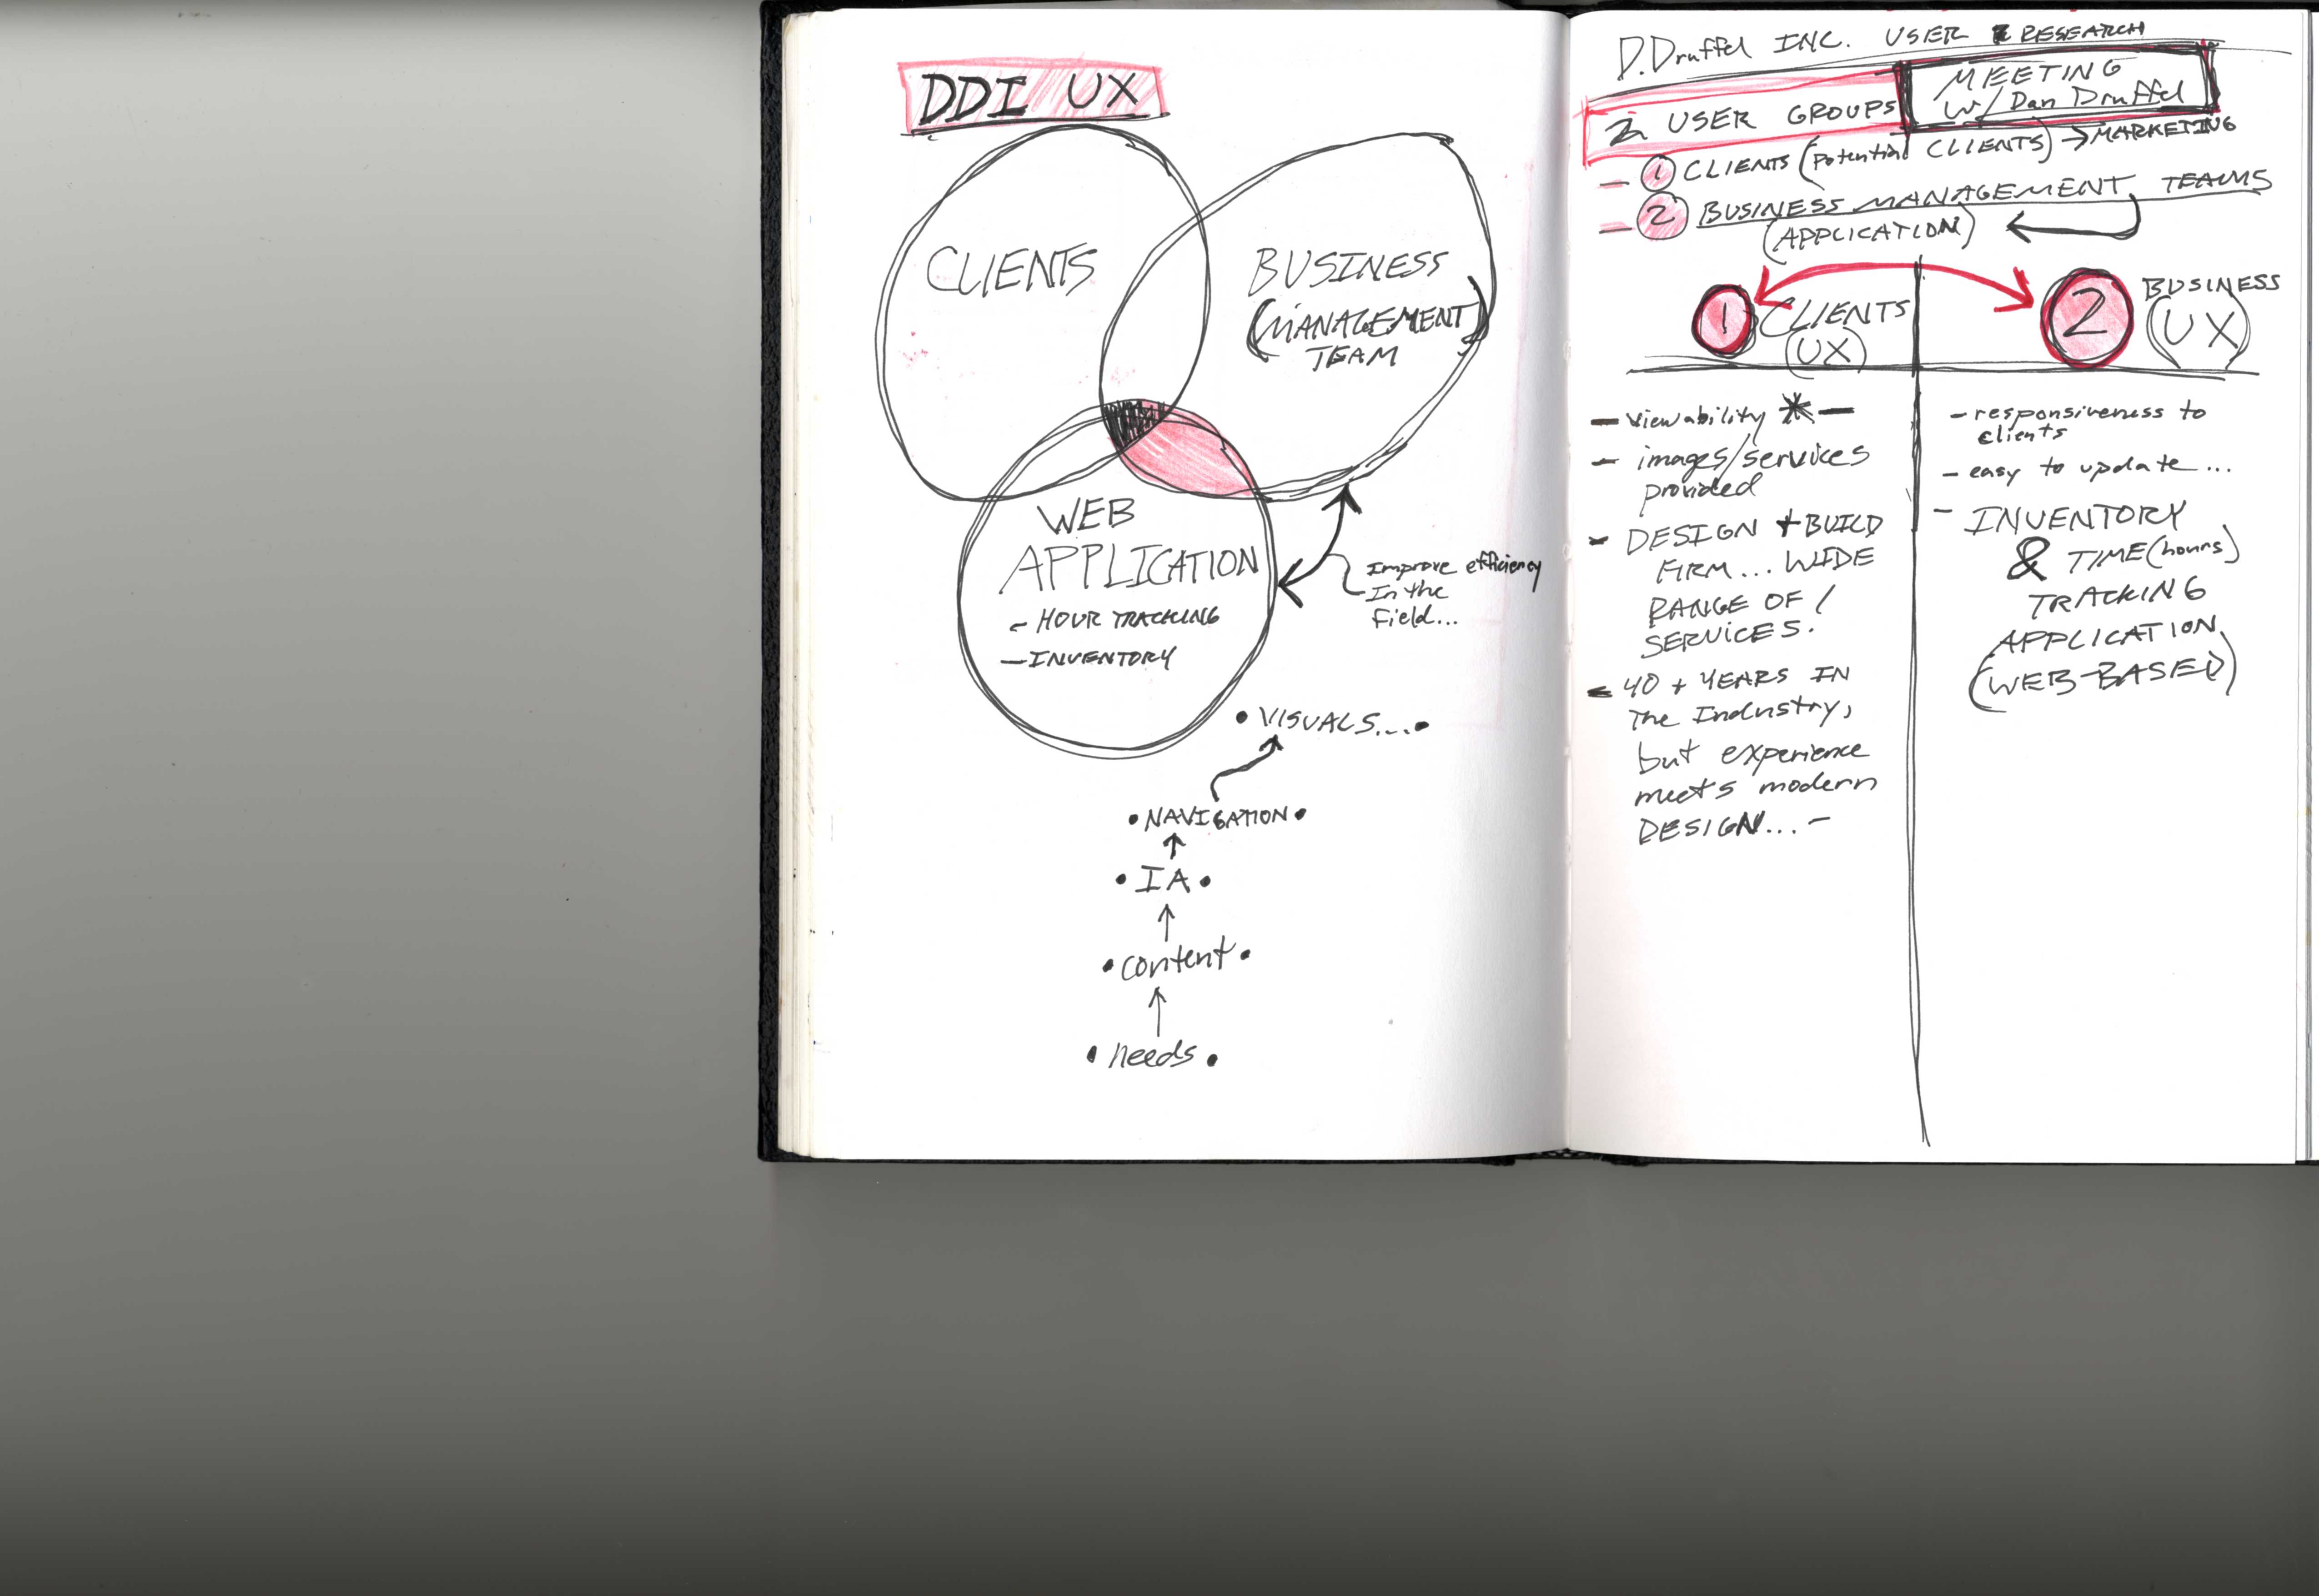 DDI UX
CLIENTS
BUSINESS
(MANAGEMENT)
TEAM
WEB
APPLICATION
- HOUR TRACKING
- INVENTORY
Improve efficiency
In the
field...
• VISUALS....•
• NAVIGATION •
• IA •
• content •
• needs •
D.Druffel INC. USER RESEARCH
MEETING
w/ Dan Druffel
2 USER GROUPS
- 1 CLIENTS (Potential CLIENTS) → MARKETING
- 2 BUSINESS MANAGEMENT TEAMS
(APPLICATION)
1 CLIENTS
(UX)
2 BUSINESS
(UX)
- viewability * -
- images/services
provided
- DESIGN + BUILD
FIRM... WIDE
RANGE OF /
SERVICES.
- 40 + YEARS IN
The Industry,
but experience
meets modern
DESIGN... -
- responsiveness to
clients
- easy to update...
- INVENTORY
& TIME (hours)
TRACKING
APPLICATION
(WEB-BASED)